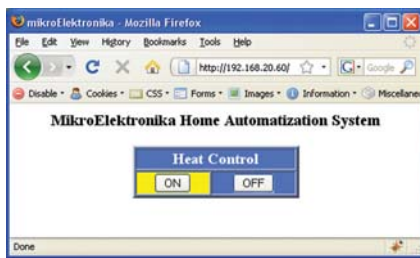 mikroElektronika - Mozilla Firefox
File Edit View History Bookmarks Tools Help
http://192.168.20.60/ G Google
Disable Cookies CSS Forms Images Information Miscellane
MikroElektronika Home Automatization System
Heat Control
ON OFF
Done